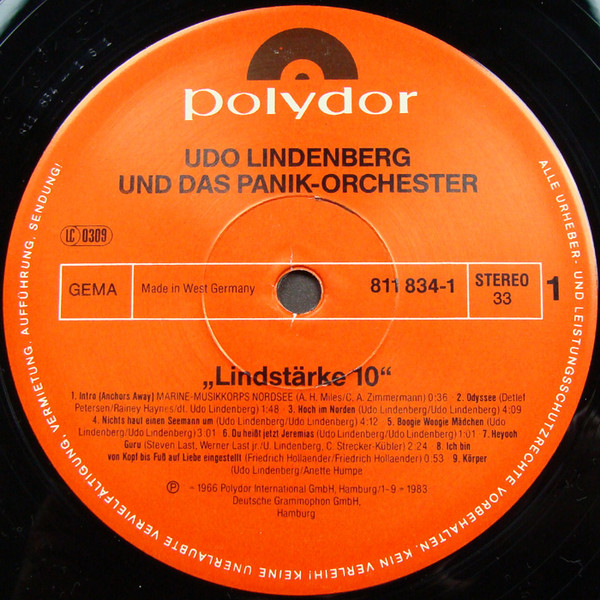 polydor
UDO LINDENBERG
UND DAS PANIK-ORCHESTER
LC 0309
GEMA
Made in West Germany
811 834-1
STEREO
33
1
„Lindstärke 10“
1. Intro (Anchors Away) MARINE-MUSIKKORPS NORDSEE (A. H. Miles/C. A. Zimmermann) 0:36 2. Odyssee (Detlef
Petersen/Rainey Haynes/dt. Udo Lindenberg) 1:48 3. Hoch im Norden (Udo Lindenberg/Udo Lindenberg) 4:09
4. Nichts haut einen Seemann um (Udo Lindenberg/Udo Lindenberg) 4:12 5. Boogie Woogie Mädchen (Udo Lindenberg/
Udo Lindenberg) 3:01 6. Du heißt jetzt Jeremias (Udo Lindenberg/Udo Lindenberg) 1:01 7. Heyooh
Guru (Steven Last, Werner Last jr./U. Lindenberg, C. Strecker-Kübler) 2:24 8. Ich bin
von Kopf bis Fuß auf Liebe eingestellt (Friedrich Hollaender/Friedrich Hollaender) 0:53 9. Körper
(Udo Lindenberg/Anette Humpe)
℗ 1966 Polydor International GmbH, Hamburg/1-9 = 1983
Deutsche Grammophon GmbH,
Hamburg
ALLE URHEBER- UND LEISTUNGSSCHUTZRECHTE VORBEHALTEN. KEIN VERLEIH! KEINE UNERLAUBTE VERVIELFÄLTIGUNG, VERMIETUNG, AUFFÜHRUNG, SENDUNG!